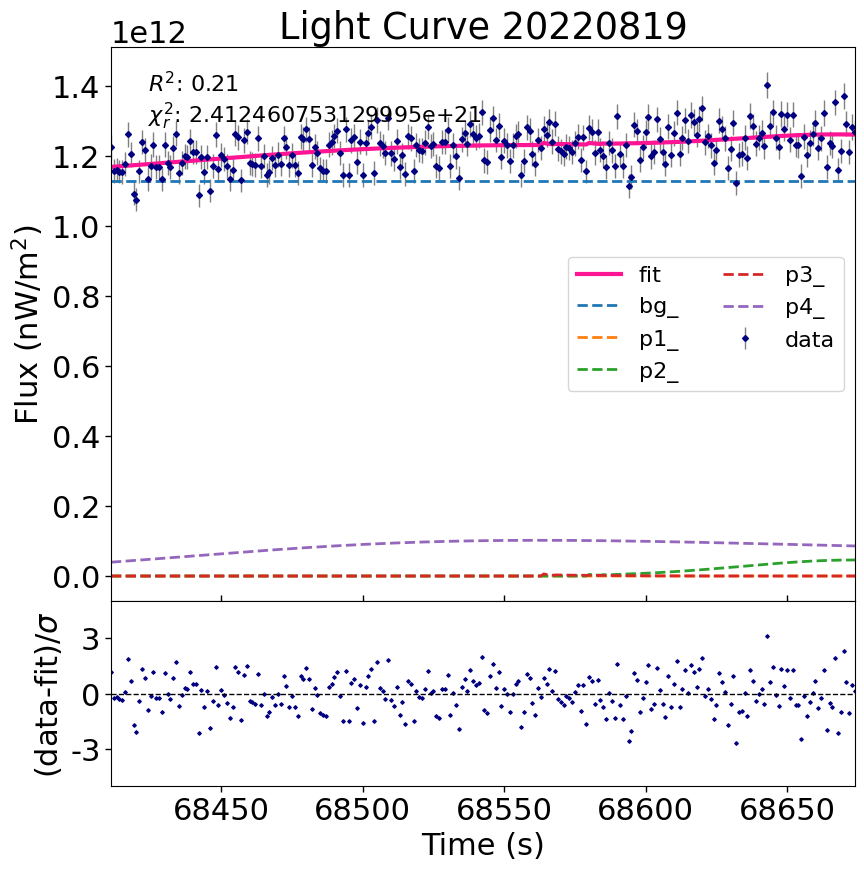 Light Curve 20220819
1e12
R²: 0.21
χ²ᵣ: 2.4124607531299995e+21
1.4
1.2
1.0
0.8
0.6
0.4
0.2
0.0
Flux (nW/m²)
fit
bg_
p1_
p2_
p3_
p4_
data
3
0
-3
(data-fit)/σ
68450 68500 68550 68600 68650
Time (s)